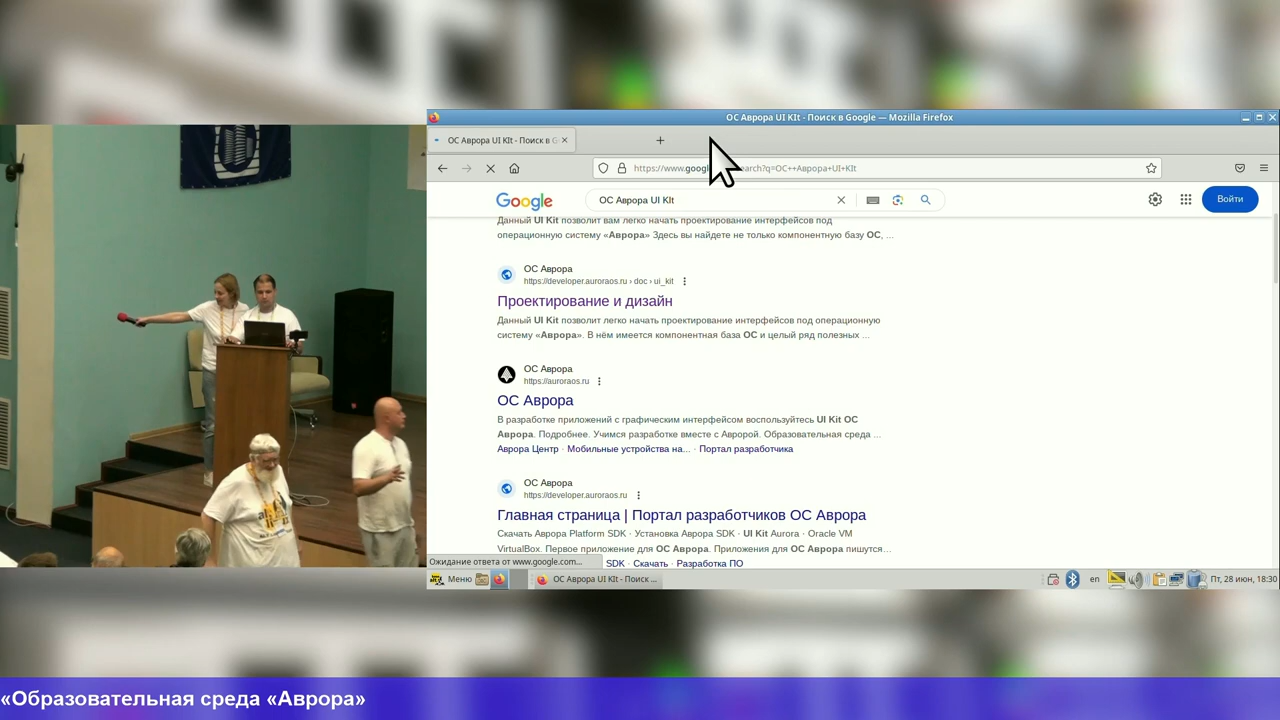 ОС Аврора UI KIt - Поиск в Google — Mozilla Firefox
ОС Аврора UI KIt - Поиск в G
https://www.google
earch?q=ОС++Аврора+UI+KIt
Google
ОС Аврора UI KIt
Войти
Данный UI Kit позволит вам легко начать проектирование интерфейсов под
операционную систему «Аврора» Здесь вы найдете не только компонентную базу ОС, ...
ОС Аврора
https://developer.auroraos.ru › doc › ui_kit
Проектирование и дизайн
Данный UI Kit позволит легко начать проектирование интерфейсов под операционную
систему «Аврора». В нём имеется компонентная база ОС и целый ряд полезных ...
ОС Аврора
https://auroraos.ru
ОС Аврора
В разработке приложений с графическим интерфейсом воспользуйтесь UI Kit ОС
Аврора. Подробнее. Учимся разработке вместе с Авророй. Образовательная среда ...
Аврора Центр · Мобильные устройства на... · Портал разработчика
ОС Аврора
https://developer.auroraos.ru
Главная страница | Портал разработчиков ОС Аврора
Скачать Аврора Platform SDK · Установка Аврора SDK · UI Kit Aurora · Oracle VM
VirtualBox. Первое приложение для ОС Аврора. Приложения для ОС Аврора пишутся...
SDK · Скачать · Разработка ПО
Ожидание ответа от www.google.com...
Меню
ОС Аврора UI KIt - Поиск ...
en
Пт, 28 июн, 18:30
«Образовательная среда «Аврора»